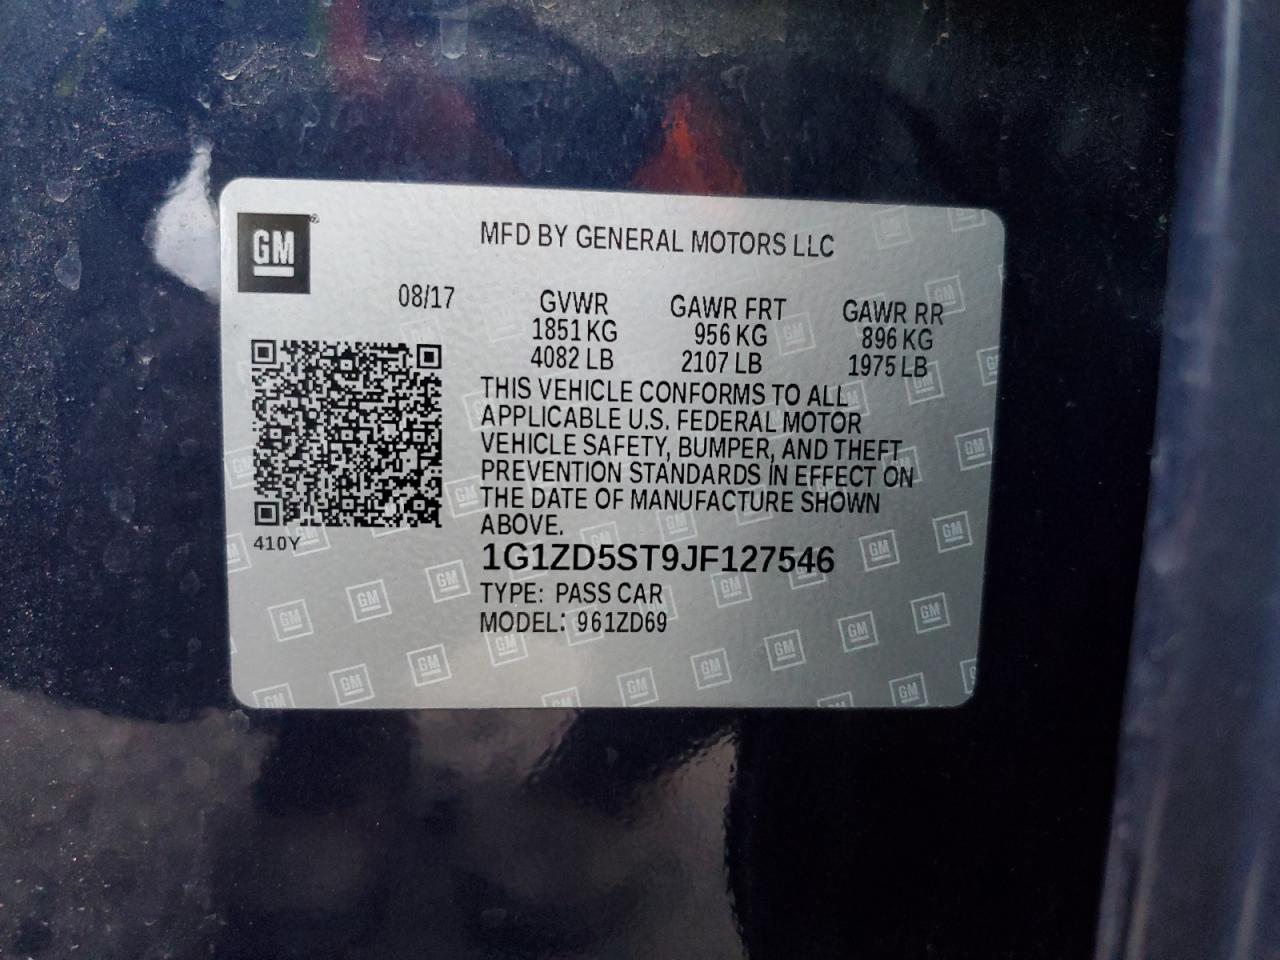 GM®
MFD BY GENERAL MOTORS LLC
08/17
GVWR GAWR FRT GAWR RR
1851 KG 956 KG 896 KG
4082 LB 2107 LB 1975 LB
THIS VEHICLE CONFORMS TO ALL
APPLICABLE U.S. FEDERAL MOTOR
VEHICLE SAFETY, BUMPER, AND THEFT
PREVENTION STANDARDS IN EFFECT ON
THE DATE OF MANUFACTURE SHOWN
ABOVE.
410Y
1G1ZD5ST9JF127546
TYPE: PASS CAR
MODEL: 961ZD69